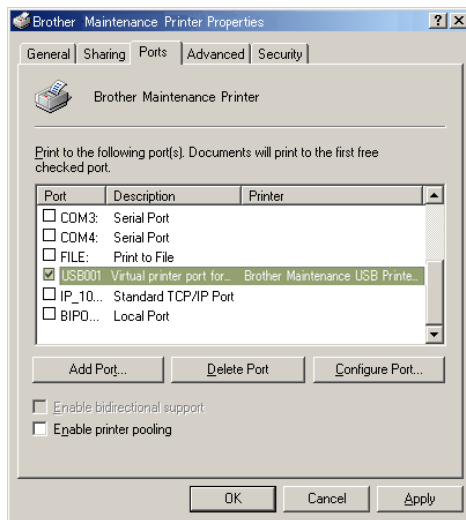 Brother Maintenance Printer Properties
General Sharing Ports Advanced Security
Brother Maintenance Printer
Print to the following port(s). Documents will print to the first free
checked port.
Port Description Printer
COM3: Serial Port
COM4: Serial Port
FILE: Print to File
USB001 Virtual printer port for... Brother Maintenance USB Printe...
IP_10... Standard TCP/IP Port
BIPO... Local Port
Add Port... Delete Port Configure Port...
Enable bidirectional support
Enable printer pooling
OK Cancel Apply